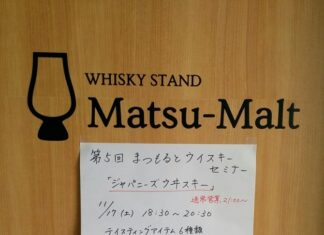 WHISKY STAND
Matsu-Malt
第5回 まつもるとウイスキー
セミナー
「ジャパニーズウヰスキー」
通常営業 21:00〜
11/17(土) 18:30〜20:30
テイスティングアイテム 6種類